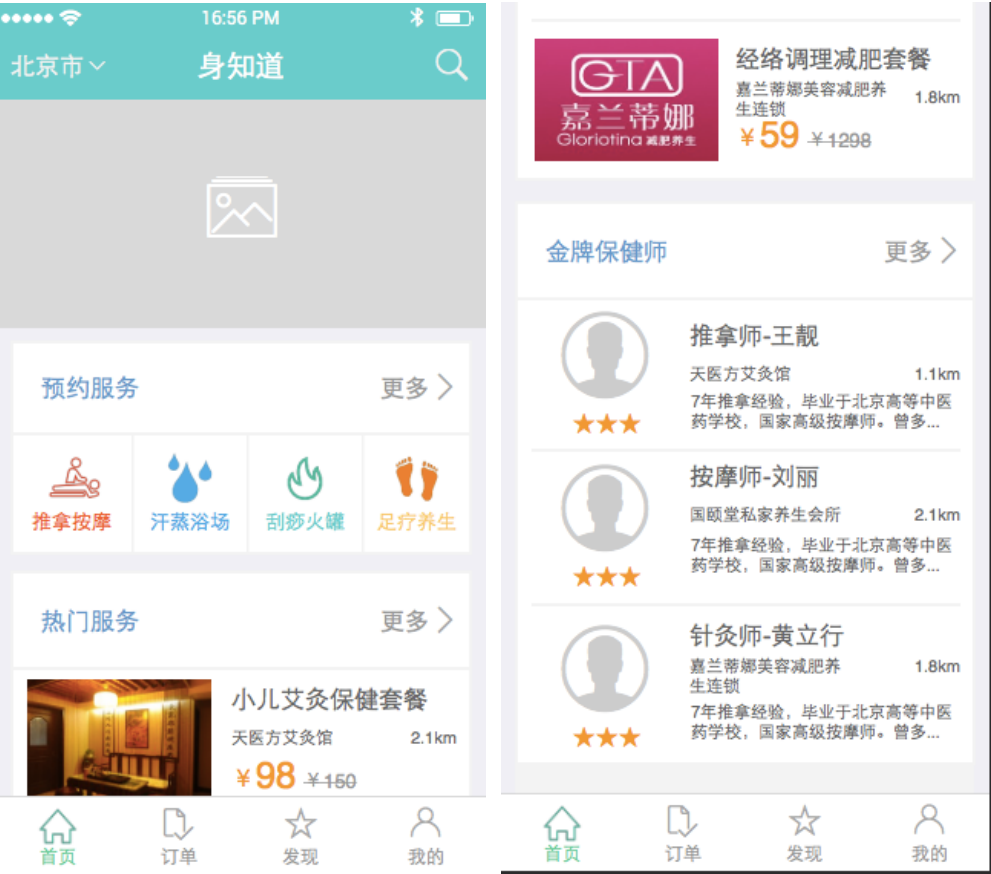 16:56 PM
北京市
身知道
预约服务
更多
推拿按摩
汗蒸浴场
刮痧火罐
足疗养生
热门服务
更多
小儿艾灸保健套餐
天医方艾灸馆
2.1km
￥98 ￥150
首页
订单
发现
我的
GTA
嘉兰蒂娜
Gloriotina 减肥养生
经络调理减肥套餐
嘉兰蒂娜美容减肥养
生连锁
1.8km
￥59 ￥1298
金牌保健师
更多
推拿师-王靓
天医方艾灸馆
1.1km
7年推拿经验，毕业于北京高等中医
药学校，国家高级按摩师。曾多...
按摩师-刘丽
国颐堂私家养生会所
2.1km
7年推拿经验，毕业于北京高等中医
药学校，国家高级按摩师。曾多...
针灸师-黄立行
嘉兰蒂娜美容减肥养
生连锁
1.8km
7年推拿经验，毕业于北京高等中医
药学校，国家高级按摩师。曾多...
首页
订单
发现
我的